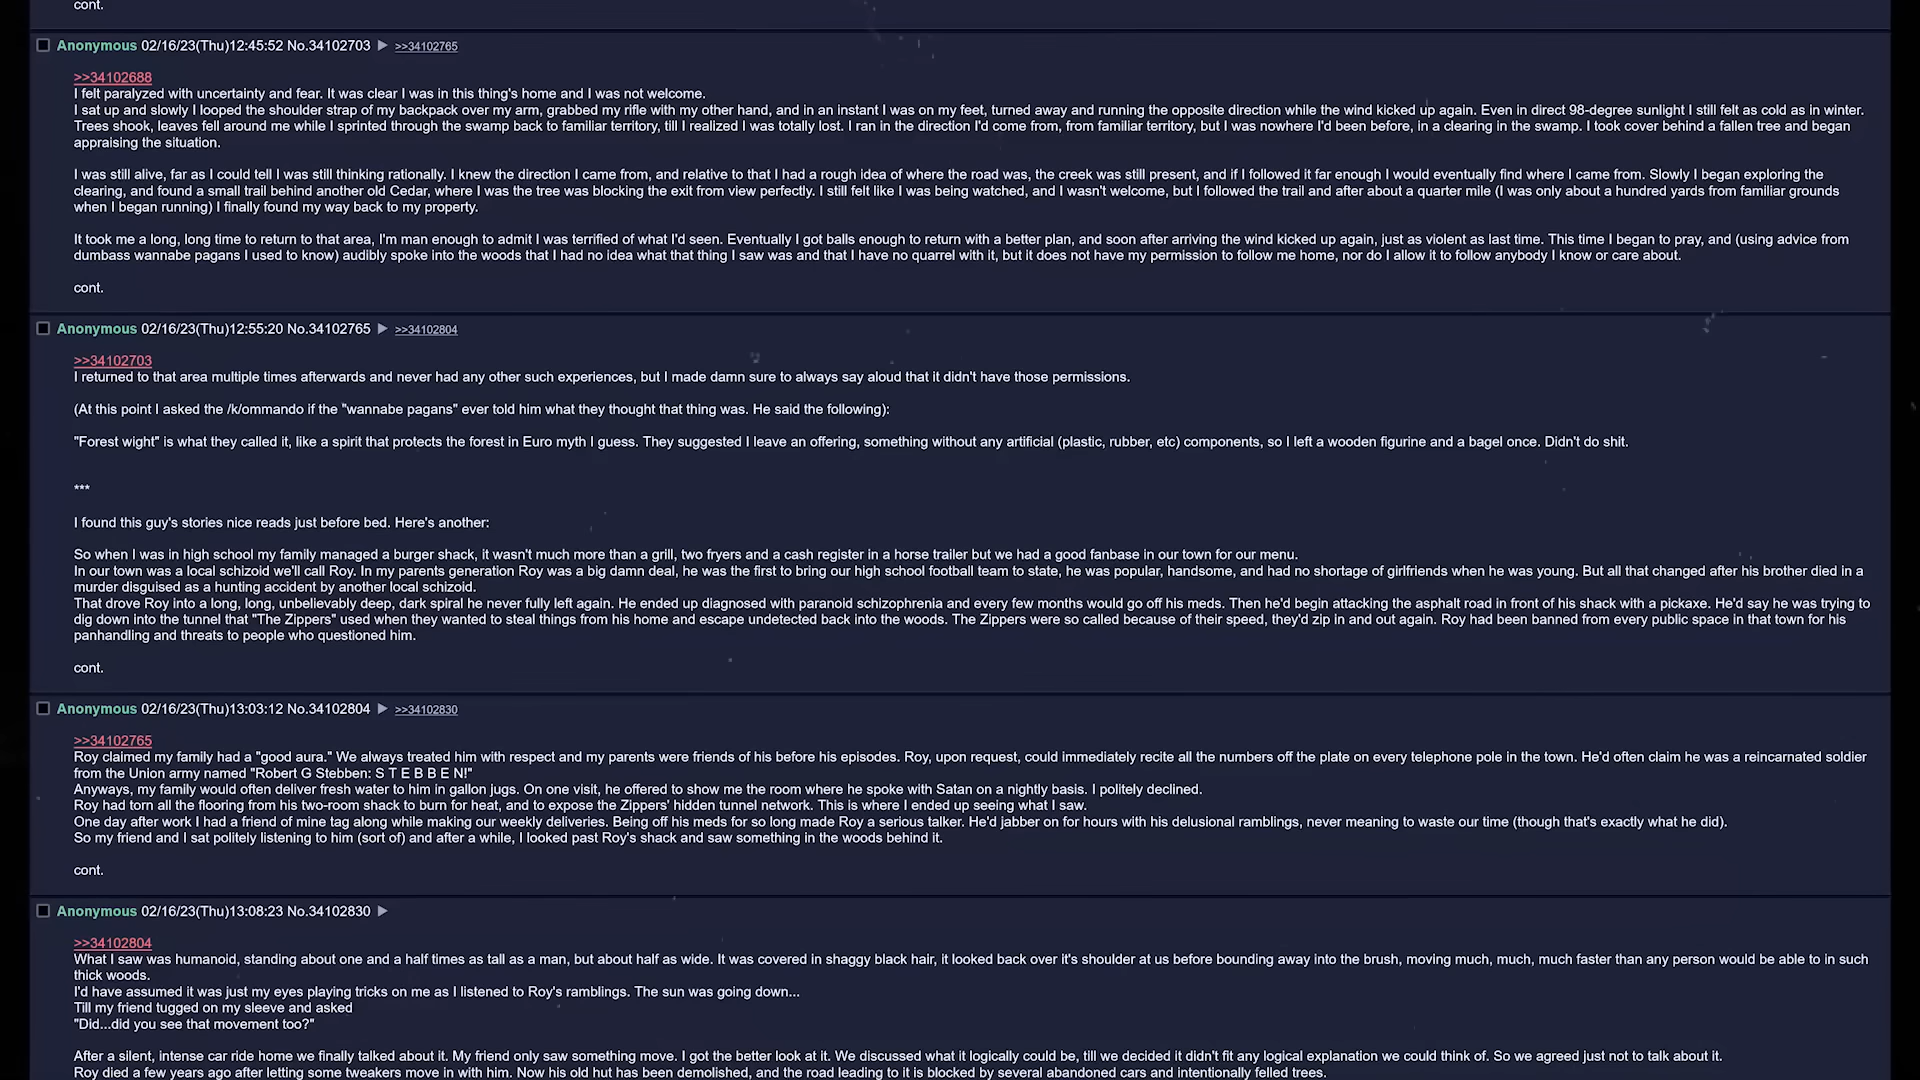 cont.
Anonymous 02/16/23(Thu)12:45:52 No.34102703 ▶ >>34102765
>>34102688
I felt paralyzed with uncertainty and fear. It was clear I was in this thing's home and I was not welcome.
I sat up and slowly I looped the shoulder strap of my backpack over my arm, grabbed my rifle with my other hand, and in an instant I was on my feet, turned away and running the opposite direction while the wind kicked up again. Even in direct 98-degree sunlight I still felt as cold as in winter.
Trees shook, leaves fell around me while I sprinted through the swamp back to familiar territory, till I realized I was totally lost. I ran in the direction I'd come from, from familiar territory, but I was nowhere I'd been before, in a clearing in the swamp. I took cover behind a fallen tree and began
appraising the situation.
I was still alive, far as I could tell I was still thinking rationally. I knew the direction I came from, and relative to that I had a rough idea of where the road was, the creek was still present, and if I followed it far enough I would eventually find where I came from. Slowly I began exploring the
clearing, and found a small trail behind another old Cedar, where I was the tree was blocking the exit from view perfectly. I still felt like I was being watched, and I wasn't welcome, but I followed the trail and after about a quarter mile (I was only about a hundred yards from familiar grounds
when I began running) I finally found my way back to my property.
It took me a long, long time to return to that area, I'm man enough to admit I was terrified of what I'd seen. Eventually I got balls enough to return with a better plan, and soon after arriving the wind kicked up again, just as violent as last time. This time I began to pray, and (using advice from
dumbass wannabe pagans I used to know) audibly spoke into the woods that I had no idea what that thing I saw was and that I have no quarrel with it, but it does not have my permission to follow me home, nor do I allow it to follow anybody I know or care about.
cont.
Anonymous 02/16/23(Thu)12:55:20 No.34102765 ▶ >>34102804
>>34102703
I returned to that area multiple times afterwards and never had any other such experiences, but I made damn sure to always say aloud that it didn't have those permissions.
(At this point I asked the /k/ommando if the "wannabe pagans" ever told him what they thought that thing was. He said the following):
"Forest wight" is what they called it, like a spirit that protects the forest in Euro myth I guess. They suggested I leave an offering, something without any artificial (plastic, rubber, etc) components, so I left a wooden figurine and a bagel once. Didn't do shit.
***
I found this guy's stories nice reads just before bed. Here's another:
So when I was in high school my family managed a burger shack, it wasn't much more than a grill, two fryers and a cash register in a horse trailer but we had a good fanbase in our town for our menu.
In our town was a local schizoid we'll call Roy. In my parents generation Roy was a big damn deal, he was the first to bring our high school football team to state, he was popular, handsome, and had no shortage of girlfriends when he was young. But all that changed after his brother died in a
murder disguised as a hunting accident by another local schizoid.
That drove Roy into a long, long, unbelievably deep, dark spiral he never fully left again. He ended up diagnosed with paranoid schizophrenia and every few months would go off his meds. Then he'd begin attacking the asphalt road in front of his shack with a pickaxe. He'd say he was trying to
dig down into the tunnel that "The Zippers" used when they wanted to steal things from his home and escape undetected back into the woods. The Zippers were so called because of their speed, they'd zip in and out again. Roy had been banned from every public space in that town for his
panhandling and threats to people who questioned him.
cont.
Anonymous 02/16/23(Thu)13:03:12 No.34102804 ▶ >>34102830
>>34102765
Roy claimed my family had a "good aura." We always treated him with respect and my parents were friends of his before his episodes. Roy, upon request, could immediately recite all the numbers off the plate on every telephone pole in the town. He'd often claim he was a reincarnated soldier
from the Union army named "Robert G Stebben: S T E B B E N!"
Anyways, my family would often deliver fresh water to him in gallon jugs. On one visit, he offered to show me the room where he spoke with Satan on a nightly basis. I politely declined.
Roy had torn all the flooring from his two-room shack to burn for heat, and to expose the Zippers' hidden tunnel network. This is where I ended up seeing what I saw.
One day after work I had a friend of mine tag along while making our weekly deliveries. Being off his meds for so long made Roy a serious talker. He'd jabber on for hours with his delusional ramblings, never meaning to waste our time (though that's exactly what he did).
So my friend and I sat politely listening to him (sort of) and after a while, I looked past Roy's shack and saw something in the woods behind it.
cont.
Anonymous 02/16/23(Thu)13:08:23 No.34102830 ▶
>>34102804
What I saw was humanoid, standing about one and a half times as tall as a man, but about half as wide. It was covered in shaggy black hair, it looked back over it's shoulder at us before bounding away into the brush, moving much, much, much faster than any person would be able to in such
thick woods.
I'd have assumed it was just my eyes playing tricks on me as I listened to Roy's ramblings. The sun was going down...
Till my friend tugged on my sleeve and asked
"Did...did you see that movement too?"
After a silent, intense car ride home we finally talked about it. My friend only saw something move. I got the better look at it. We discussed what it logically could be, till we decided it didn't fit any logical explanation we could think of. So we agreed just not to talk about it.
Roy died a few years ago after letting some tweakers move in with him. Now his old hut has been demolished, and the road leading to it is blocked by several abandoned cars and intentionally felled trees.